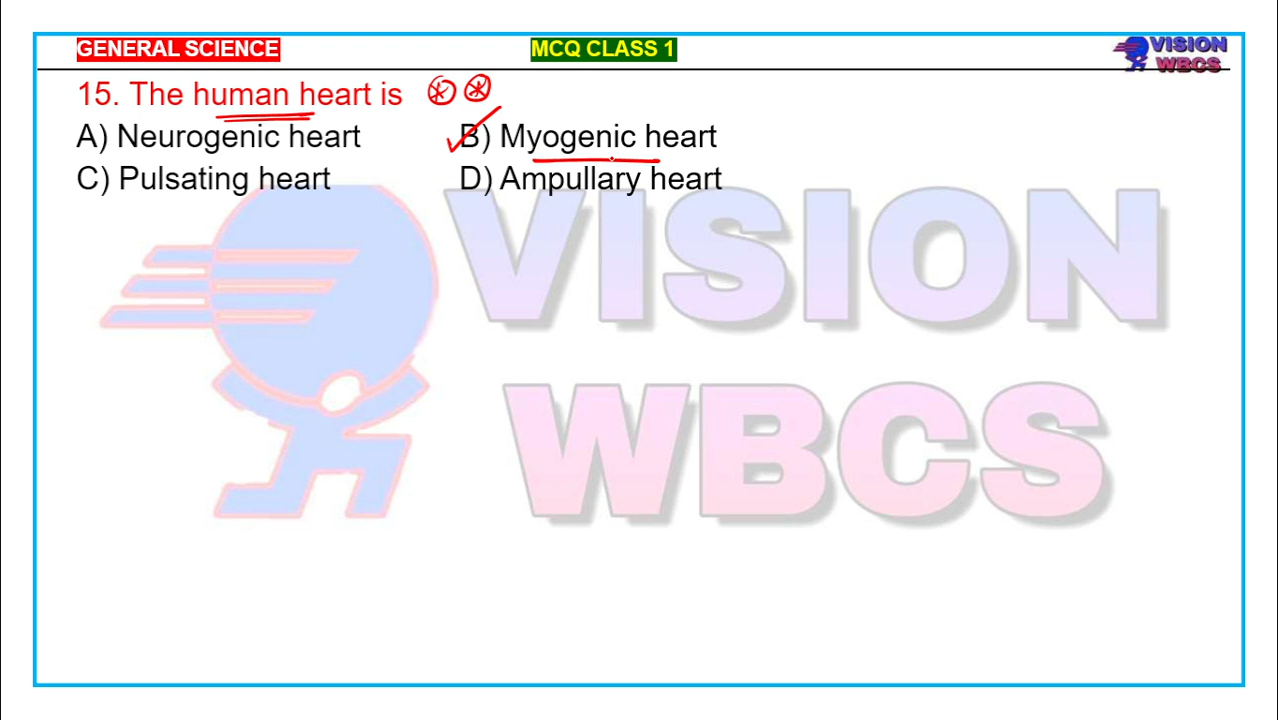 GENERAL SCIENCE MCQ CLASS 1 VISION
WBCS
15. The human heart is
A) Neurogenic heart B) Myogenic heart
C) Pulsating heart D) Ampullary heart
VISION
WBCS